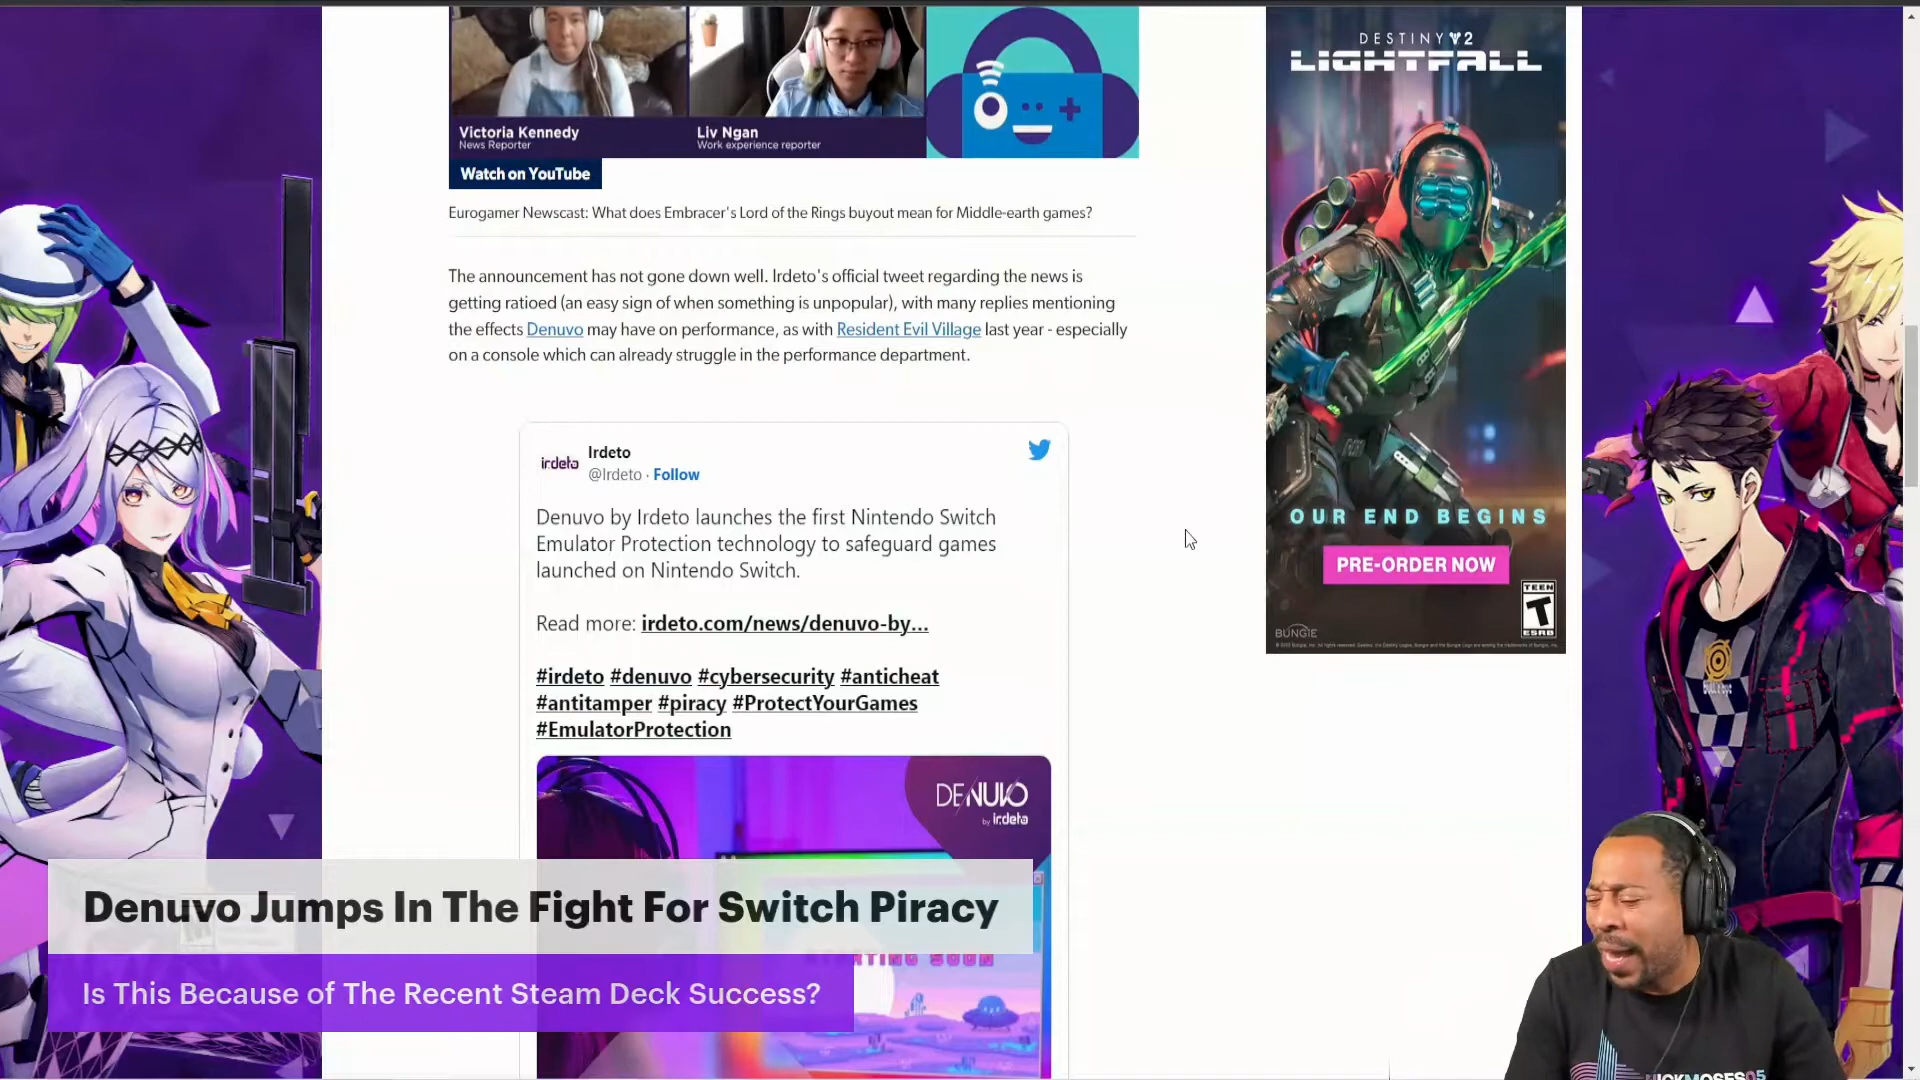 Victoria Kennedy
News Reporter
Liv Ngan
Work experience reporter
Watch on YouTube
Eurogamer Newscast: What does Embracer's Lord of the Rings buyout mean for Middle-earth games?
The announcement has not gone down well. Irdeto's official tweet regarding the news is
getting ratioed (an easy sign of when something is unpopular), with many replies mentioning
the effects Denuvo may have on performance, as with Resident Evil Village last year - especially
on a console which can already struggle in the performance department.
irdeto
Irdeto
@Irdeto · Follow
Denuvo by Irdeto launches the first Nintendo Switch
Emulator Protection technology to safeguard games
launched on Nintendo Switch.
Read more: irdeto.com/news/denuvo-by...
#irdeto #denuvo #cybersecurity #anticheat
#antitamper #piracy #ProtectYourGames
#EmulatorProtection
DENUVO
by irdeto
Denuvo Jumps In The Fight For Switch Piracy
Is This Because of The Recent Steam Deck Success?
DESTINY 2
LIGHTFALL
OUR END BEGINS
PRE-ORDER NOW
BUNGIE
TEEN
T
ESRB